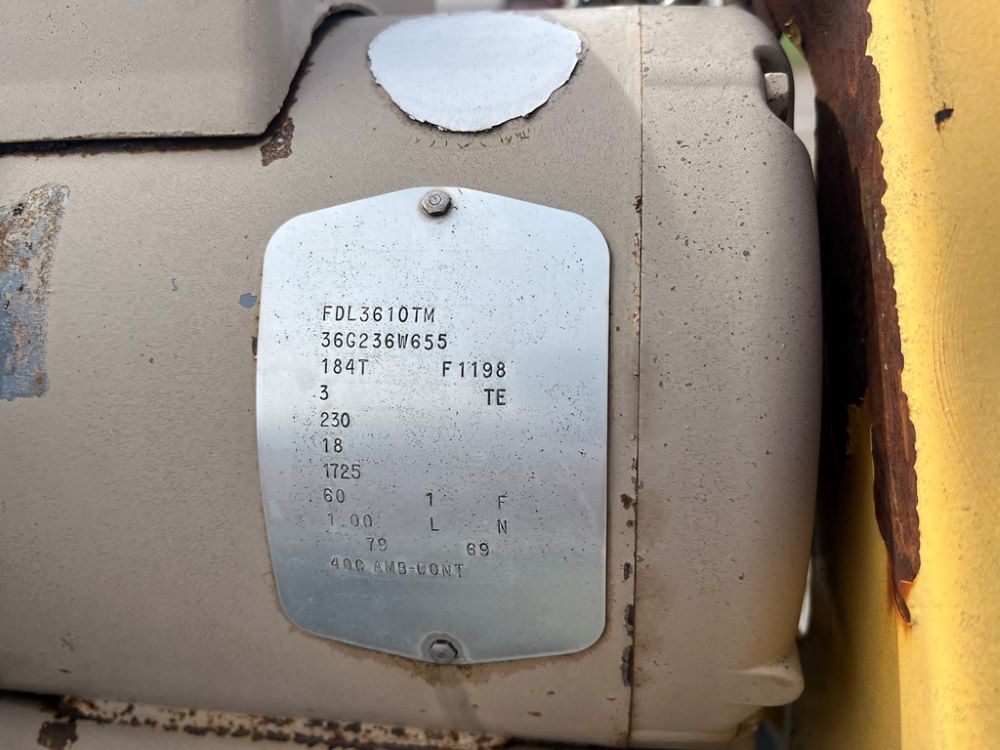 FDL3610TM
36G236W655
184T F1198
3 TE
230
18
1725
60 1 F
1.00 L N
79 69
40C AMB-CONT